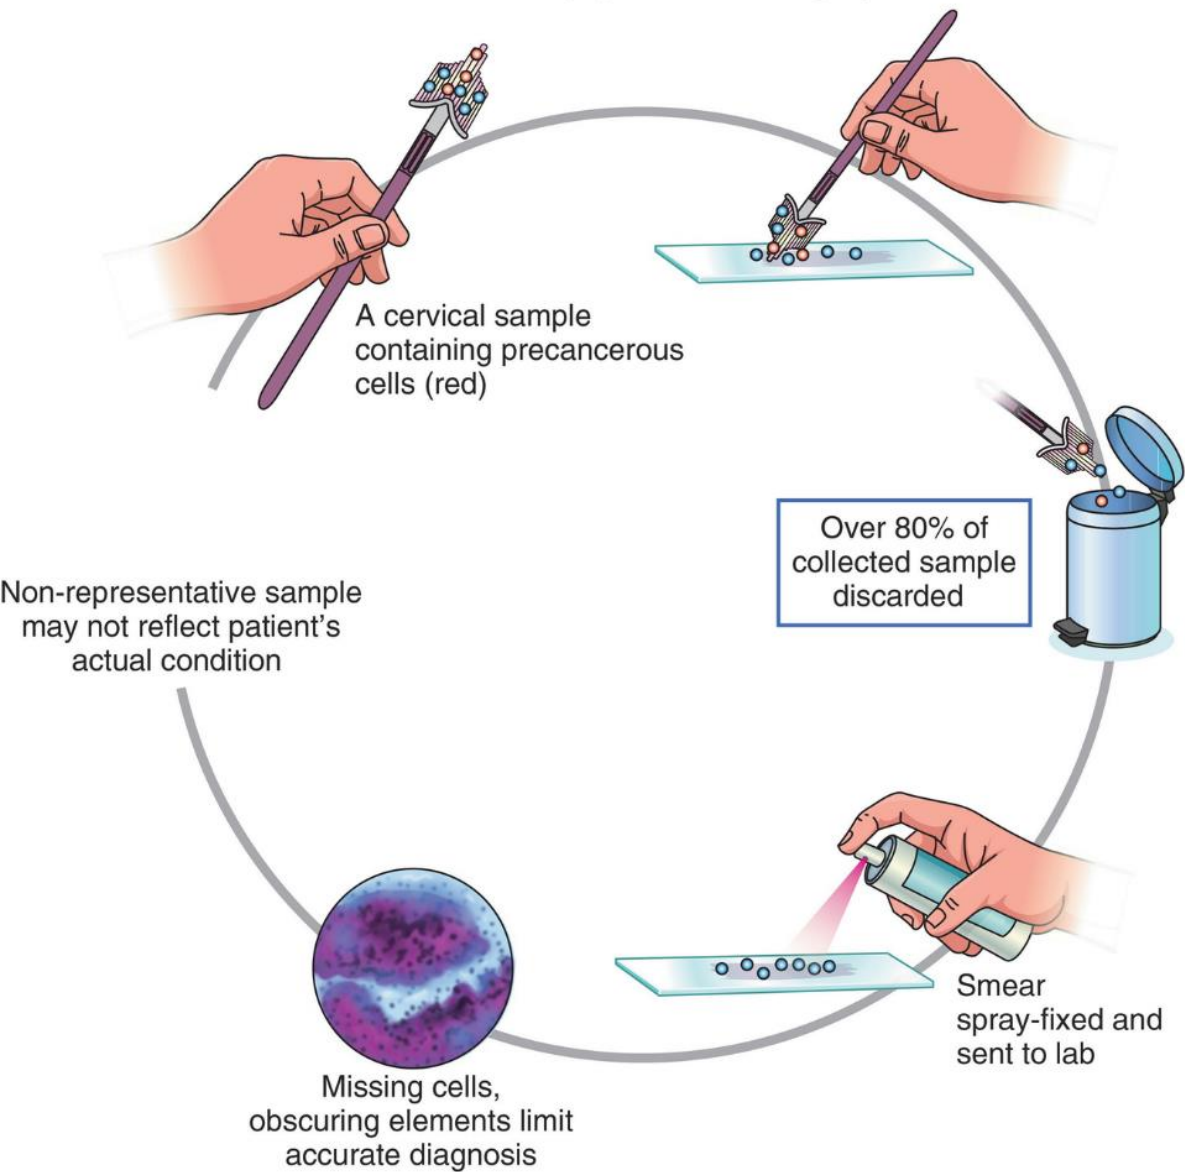 A cervical sample
containing precancerous
cells (red)
Over 80% of
collected sample
discarded
Smear
spray-fixed and
sent to lab
Missing cells,
obscuring elements limit
accurate diagnosis
Non-representative sample
may not reflect patient’s
actual condition